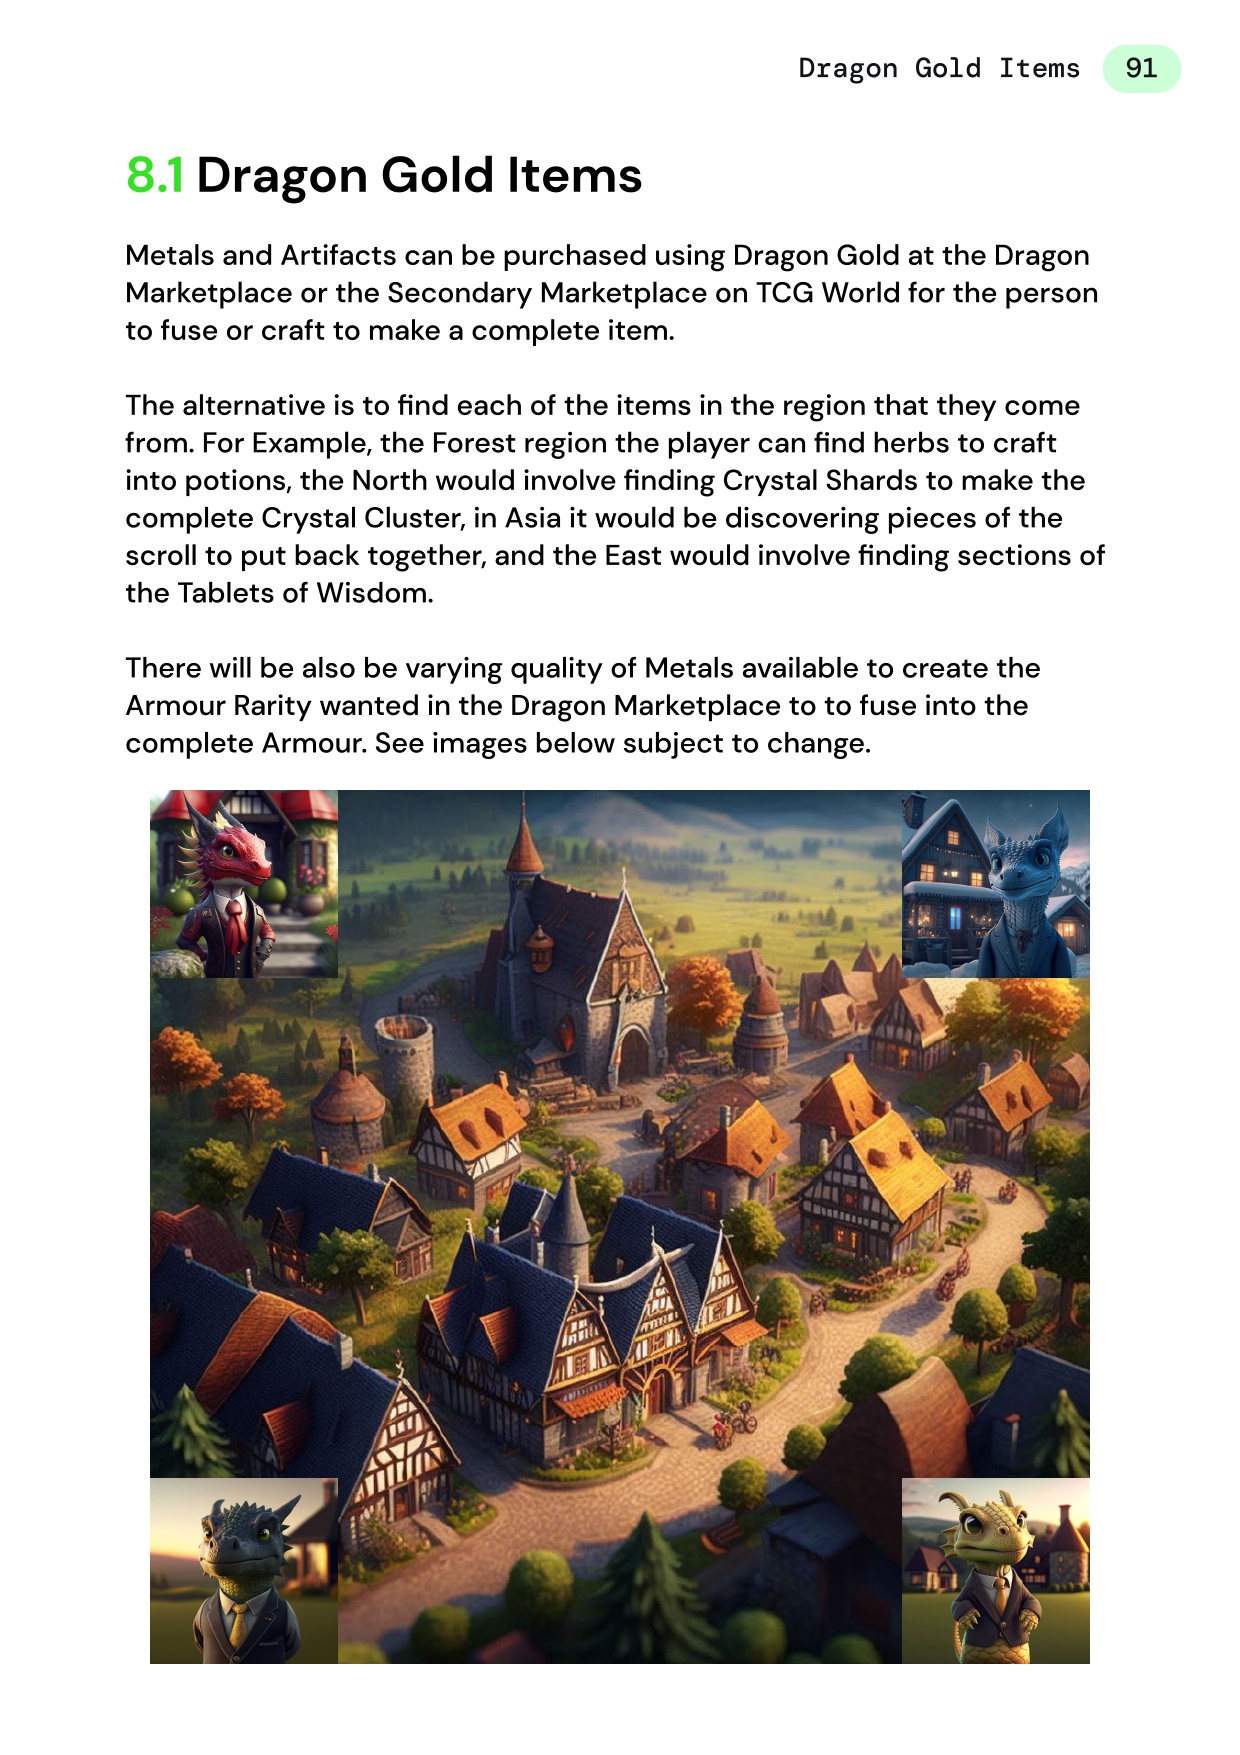 Dragon Gold Items 91
8.1 Dragon Gold Items
Metals and Artifacts can be purchased using Dragon Gold at the Dragon
Marketplace or the Secondary Marketplace on TCG World for the person
to fuse or craft to make a complete item.
The alternative is to find each of the items in the region that they come
from. For Example, the Forest region the player can find herbs to craft
into potions, the North would involve finding Crystal Shards to make the
complete Crystal Cluster, in Asia it would be discovering pieces of the
scroll to put back together, and the East would involve finding sections of
the Tablets of Wisdom.
There will be also be varying quality of Metals available to create the
Armour Rarity wanted in the Dragon Marketplace to to fuse into the
complete Armour. See images below subject to change.